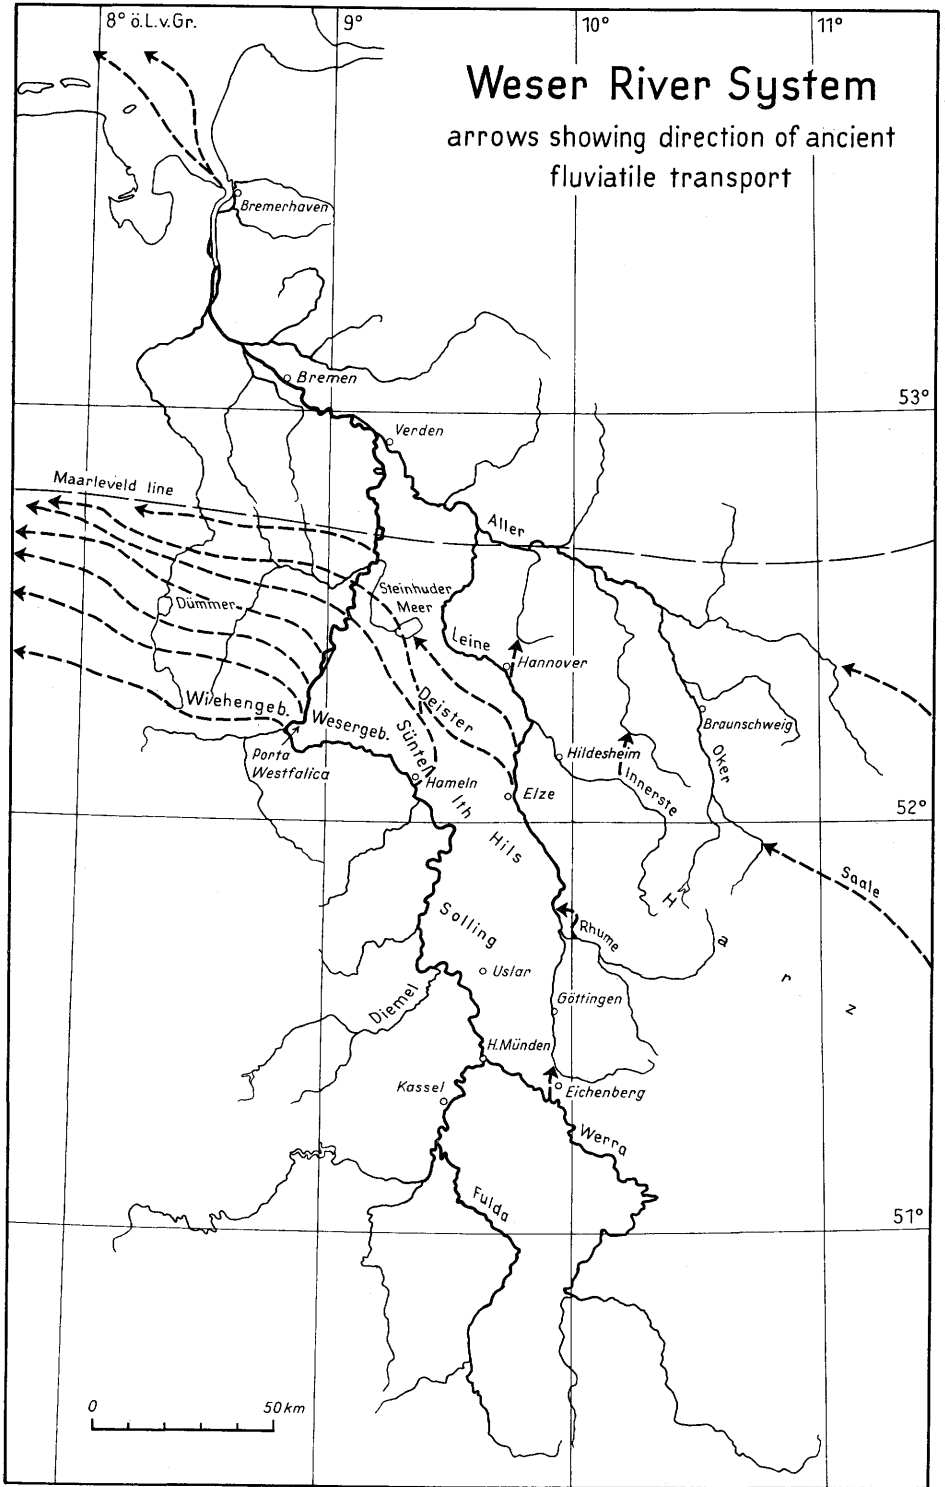 8° ö.L.v.Gr.
9°
10°
11°
Weser River System
arrows showing direction of ancient
fluviatile transport
Bremerhaven
Bremen
53°
Verden
Maarleveld line
Aller
Steinhuder
Meer
Dümmer
Leine
Hannover
Wiehengeb.
Wesergeb.
Deister
Süntel
Braunschweig
Porta
Westfalica
Hameln
Hildesheim
Oker
Innerste
Elze
Ith
Hils
52°
Saale
Harz
Solling
Rhume
Uslar
Diemel
Göttingen
H.Münden
Kassel
Eichenberg
Werra
Fulda
51°
0
50 km